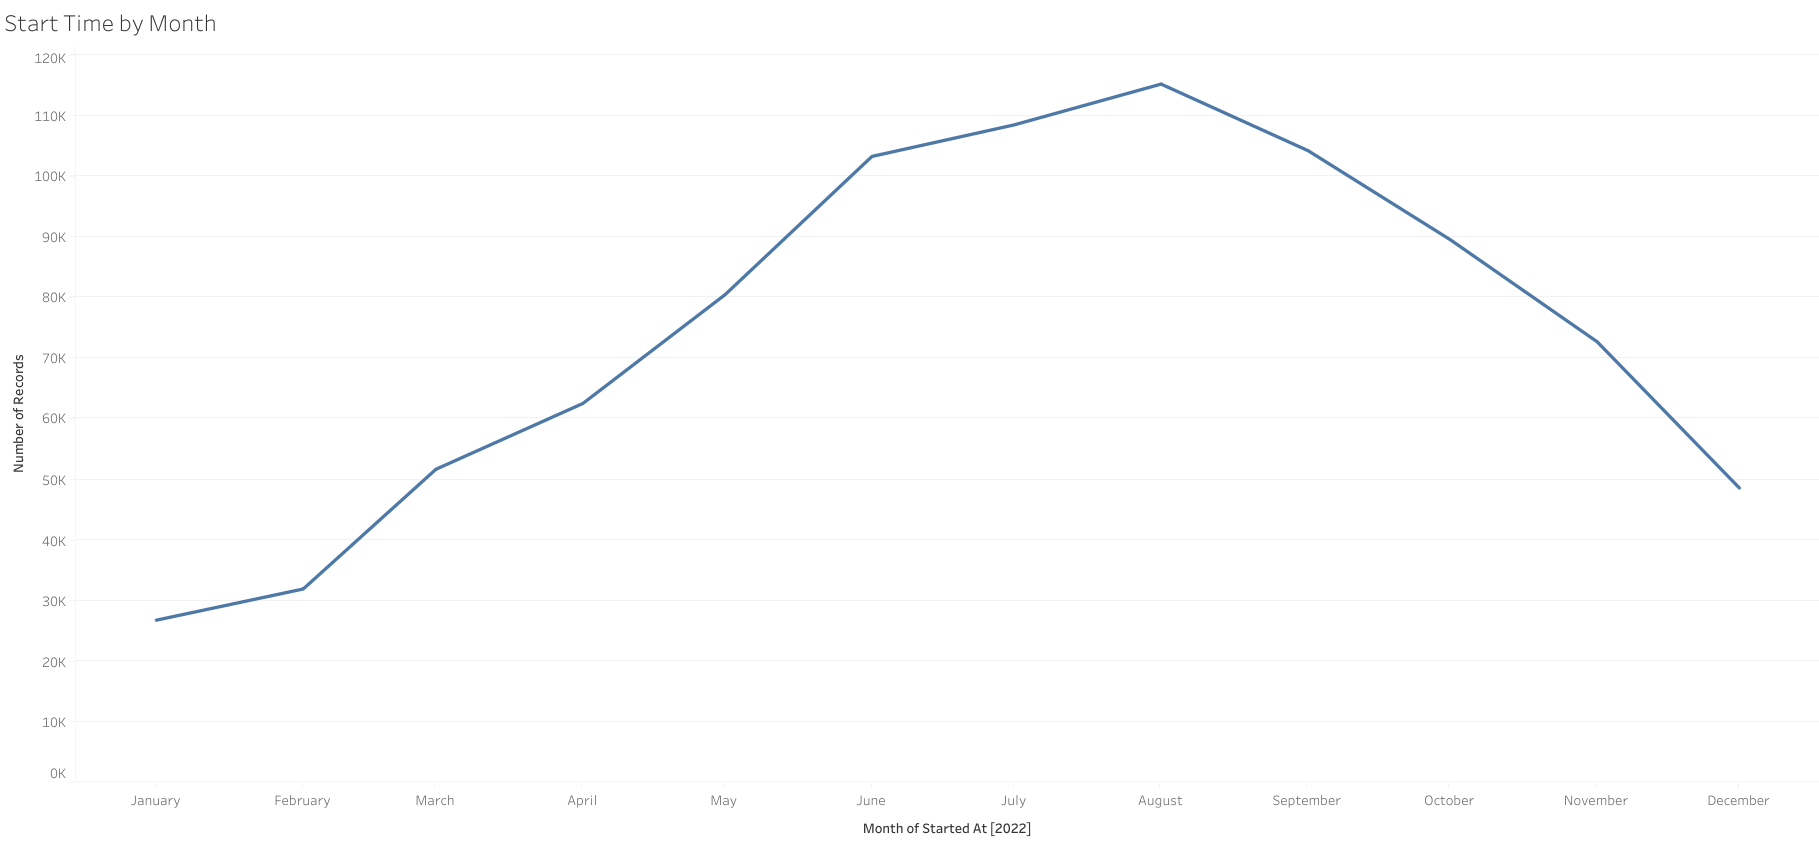 Start Time by Month
120K
110K
100K
90K
80K
70K
60K
50K
40K
30K
20K
10K
0K
Number of Records
January February March April May June July August September October November December
Month of Started At [2022]